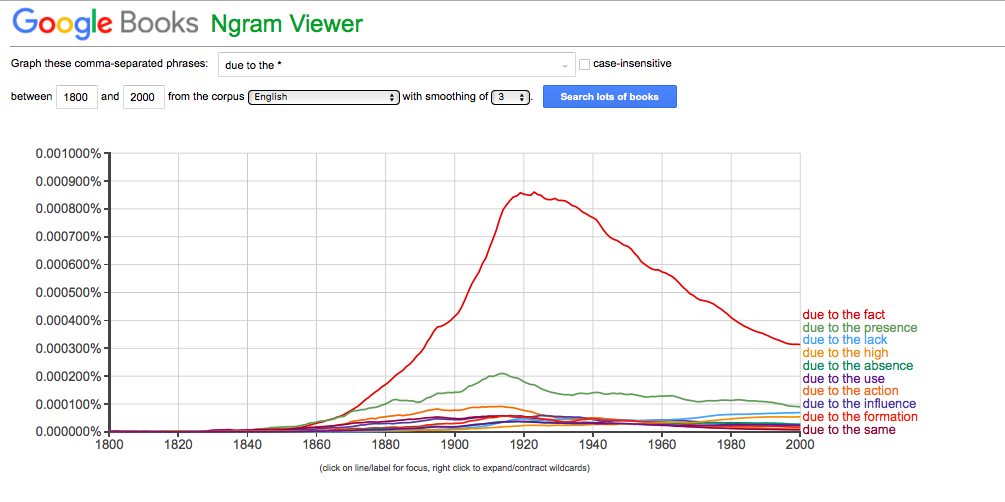 Google Books Ngram Viewer
Graph these comma-separated phrases: due to the * case-insensitive
between 1800 and 2000 from the corpus English with smoothing of 3 . Search lots of books
0.001000%
0.000900%
0.000800%
0.000700%
0.000600%
0.000500%
0.000400%
0.000300%
0.000200%
0.000100%
0.000000%
1800 1820 1840 1860 1880 1900 1920 1940 1960 1980 2000
due to the fact
due to the presence
due to the lack
due to the high
due to the absence
due to the use
due to the action
due to the influence
due to the formation
due to the same
(click on line/label for focus, right click to expand/contract wildcards)